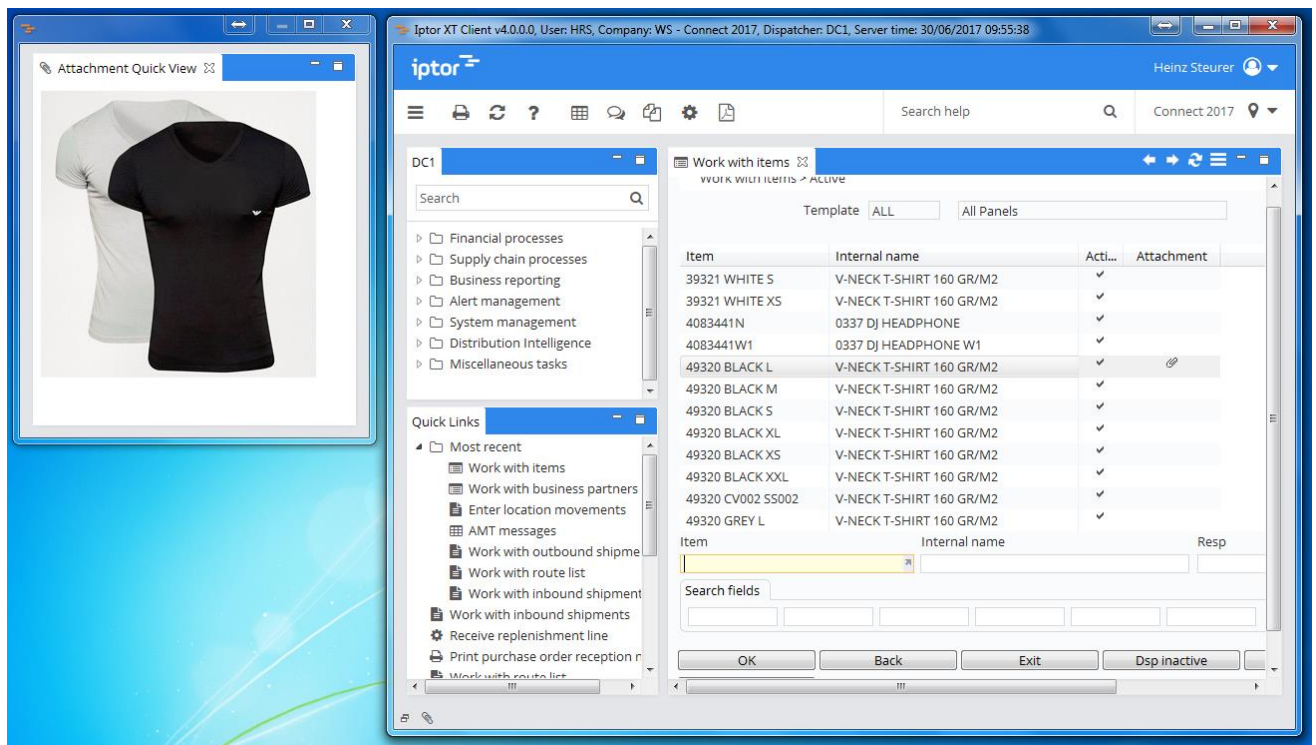 Attachment Quick View
Iptor XT Client v4.0.0.0, User: HRS, Company: WS - Connect 2017, Dispatcher: DC1, Server time: 30/06/2017 09:55:38
iptor
Heinz Steurer
Search help
Connect 2017
DC1
Search
Financial processes
Supply chain processes
Business reporting
Alert management
System management
Distribution Intelligence
Miscellaneous tasks
Quick Links
Most recent
Work with items
Work with business partners
Enter location movements
AMT messages
Work with outbound shipme
Work with route list
Work with inbound shipment
Work with inbound shipments
Receive replenishment line
Print purchase order reception n
Work with route list
Work with items
Work with items > Active
Template ALL All Panels
Item Internal name Acti... Attachment
39321 WHITE S V-NECK T-SHIRT 160 GR/M2
39321 WHITE XS V-NECK T-SHIRT 160 GR/M2
4083441N 0337 DJ HEADPHONE
4083441W1 0337 DJ HEADPHONE W1
49320 BLACK L V-NECK T-SHIRT 160 GR/M2
49320 BLACK M V-NECK T-SHIRT 160 GR/M2
49320 BLACK S V-NECK T-SHIRT 160 GR/M2
49320 BLACK XL V-NECK T-SHIRT 160 GR/M2
49320 BLACK XS V-NECK T-SHIRT 160 GR/M2
49320 BLACK XXL V-NECK T-SHIRT 160 GR/M2
49320 CV002 SS002 V-NECK T-SHIRT 160 GR/M2
49320 GREY L V-NECK T-SHIRT 160 GR/M2
Item Internal name Resp
Search fields
OK Back Exit Dsp inactive